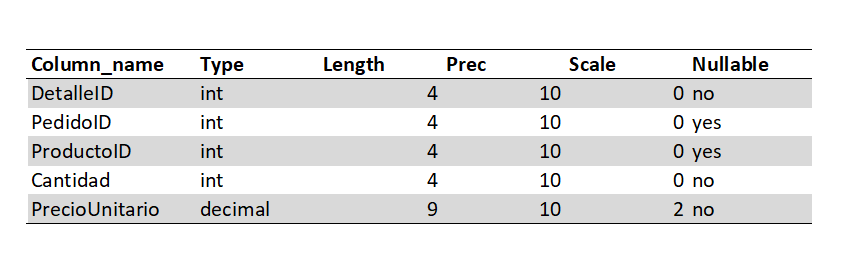 Column_name Type Length Prec Scale Nullable
DetalleID int 4 10 0 no
PedidoID int 4 10 0 yes
ProductoID int 4 10 0 yes
Cantidad int 4 10 0 no
PrecioUnitario decimal 9 10 2 no